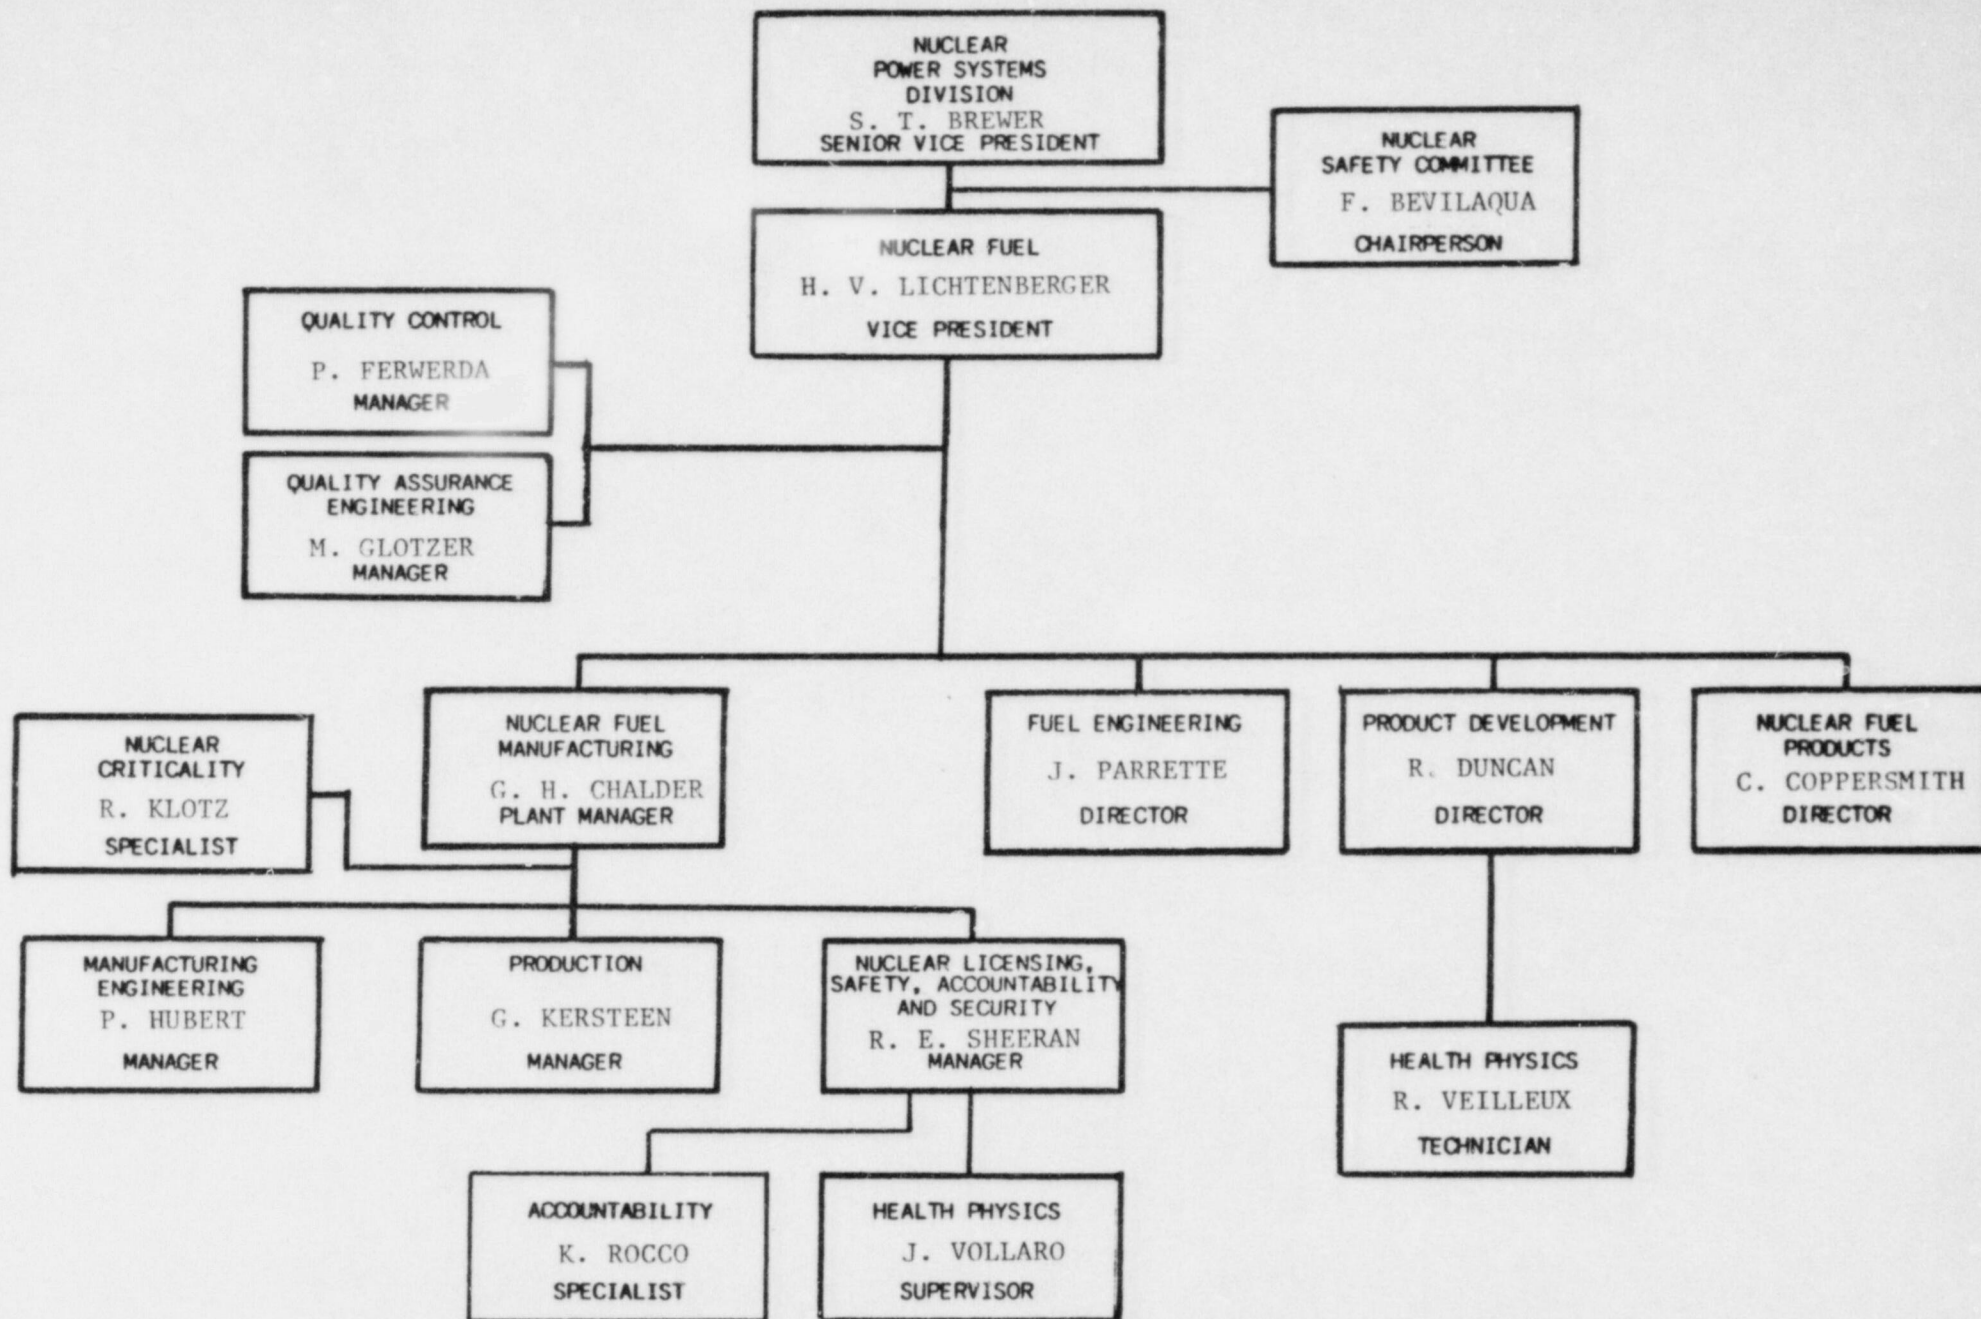 NUCLEAR
POWER SYSTEMS
DIVISION
S. T. BREWER
SENIOR VICE PRESIDENT
NUCLEAR
SAFETY COMMITTEE
F. BEVILAQUA
CHAIRPERSON
NUCLEAR FUEL
H. V. LICHTENBERGER
VICE PRESIDENT
QUALITY CONTROL
P. FERWERDA
MANAGER
QUALITY ASSURANCE
ENGINEERING
M. GLOTZER
MANAGER
NUCLEAR
CRITICALITY
R. KLOTZ
SPECIALIST
NUCLEAR FUEL
MANUFACTURING
G. H. CHALDER
PLANT MANAGER
FUEL ENGINEERING
J. PARRETTE
DIRECTOR
PRODUCT DEVELOPMENT
R. DUNCAN
DIRECTOR
NUCLEAR FUEL
PRODUCTS
C. COPPERSMITH
DIRECTOR
MANUFACTURING
ENGINEERING
P. HUBERT
MANAGER
PRODUCTION
G. KERSTEEN
MANAGER
NUCLEAR LICENSING,
SAFETY, ACCOUNTABILITY
AND SECURITY
R. E. SHEERAN
MANAGER
HEALTH PHYSICS
R. VEILLEUX
TECHNICIAN
ACCOUNTABILITY
K. ROCCO
SPECIALIST
HEALTH PHYSICS
J. VOLLARO
SUPERVISOR